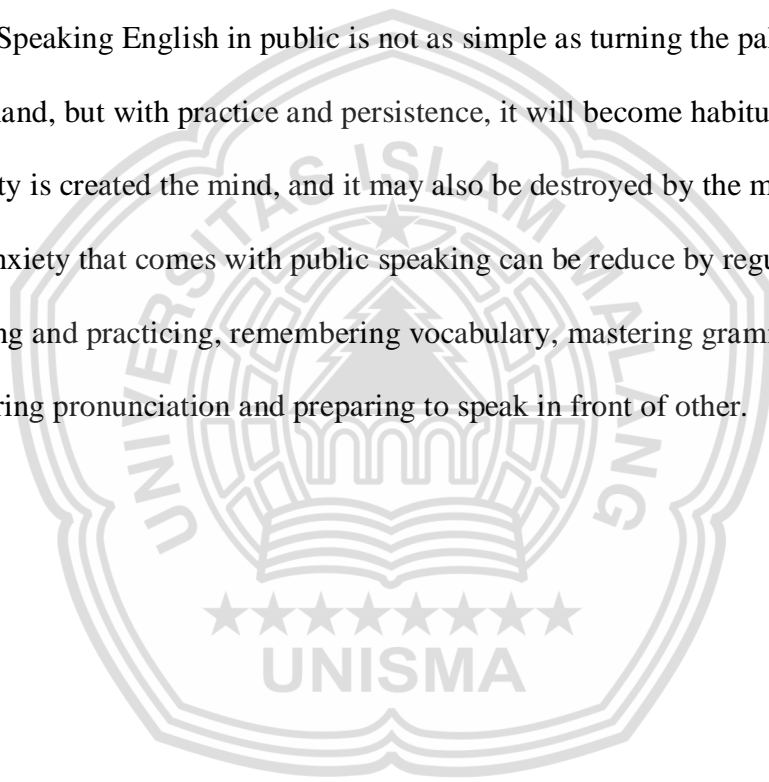 Speaking English in public is not as simple as turning the pal
and, but with practice and persistence, it will become habitu
ty is created the mind, and it may also be destroyed by the m
nxiety that comes with public speaking can be reduce by regu
ng and practicing, remembering vocabulary, mastering gram
ring pronunciation and preparing to speak in front of other.
UNIVERSITAS ISLAM MALANG
UNISMA